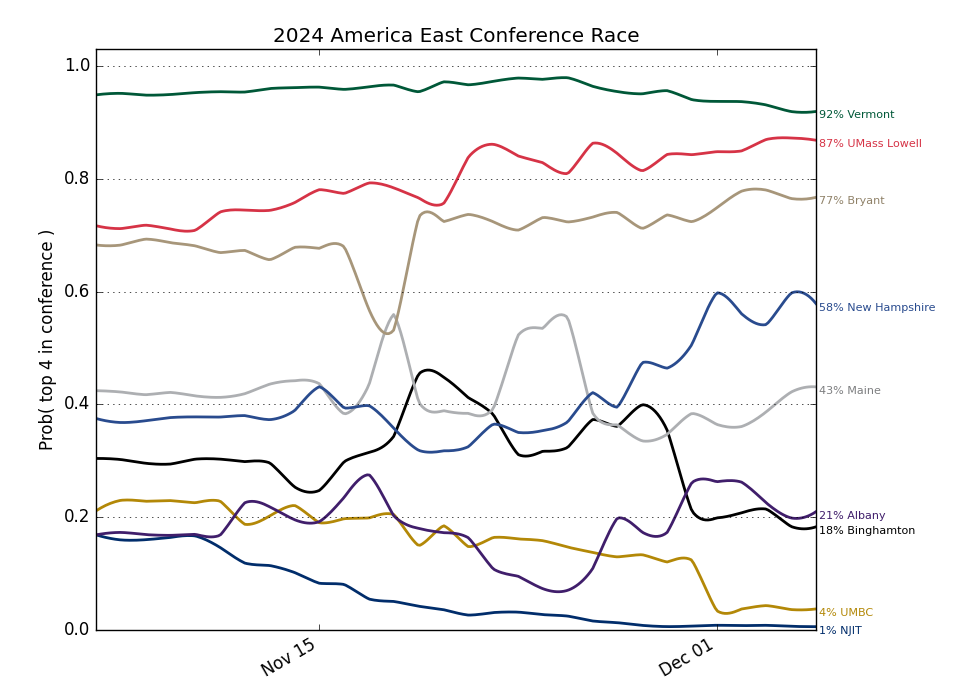 2024 America East Conference Race
Prob( top 4 in conference )
1.0
0.8
0.6
0.4
0.2
0.0
Nov 15
Dec 01
92% Vermont
87% UMass Lowell
77% Bryant
58% New Hampshire
43% Maine
21% Albany
18% Binghamton
4% UMBC
1% NJIT